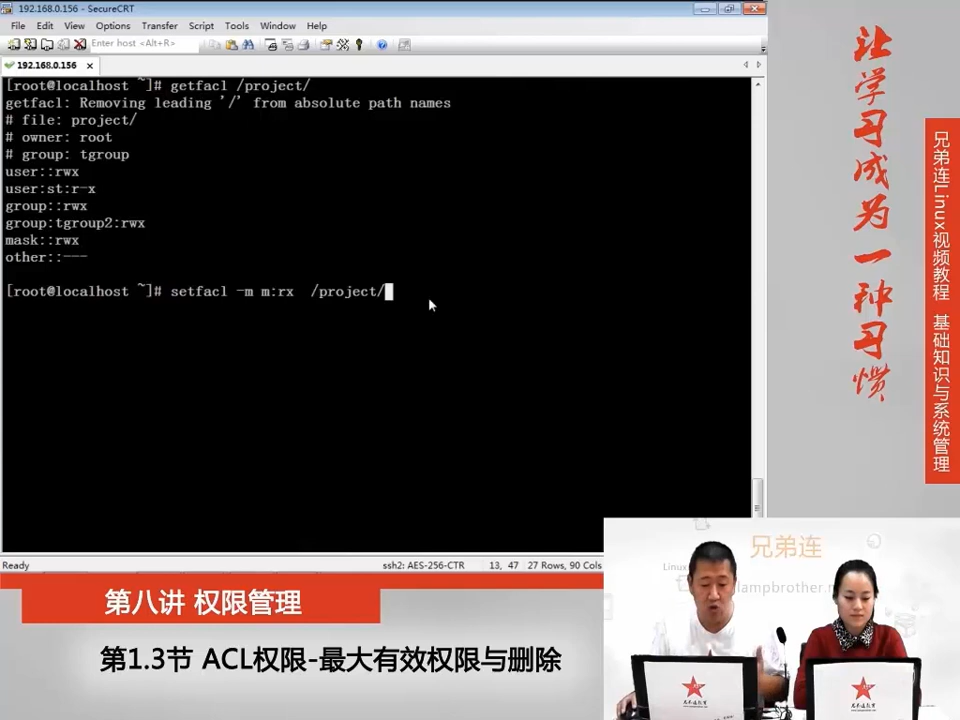 192.168.0.156 - SecureCRT
File Edit View Options Transfer Script Tools Window Help
Enter host <Alt+R>
192.168.0.156
[root@localhost ~]# getfacl /project/
getfacl: Removing leading '/' from absolute path names
# file: project/
# owner: root
# group: tgroup
user::rwx
user:st:r-x
group::rwx
group:tgroup2:rwx
mask::rwx
other::---
[root@localhost ~]# setfacl -m m:rx  /project/
Ready
ssh2: AES-256-CTR
13, 47
27 Rows, 90 Cols
让学习成为一种习惯
兄弟连Linux视频教程 基础知识与系统管理
兄弟连
Linux
lampbrother.n
第八讲 权限管理
第1.3节 ACL权限-最大有效权限与删除